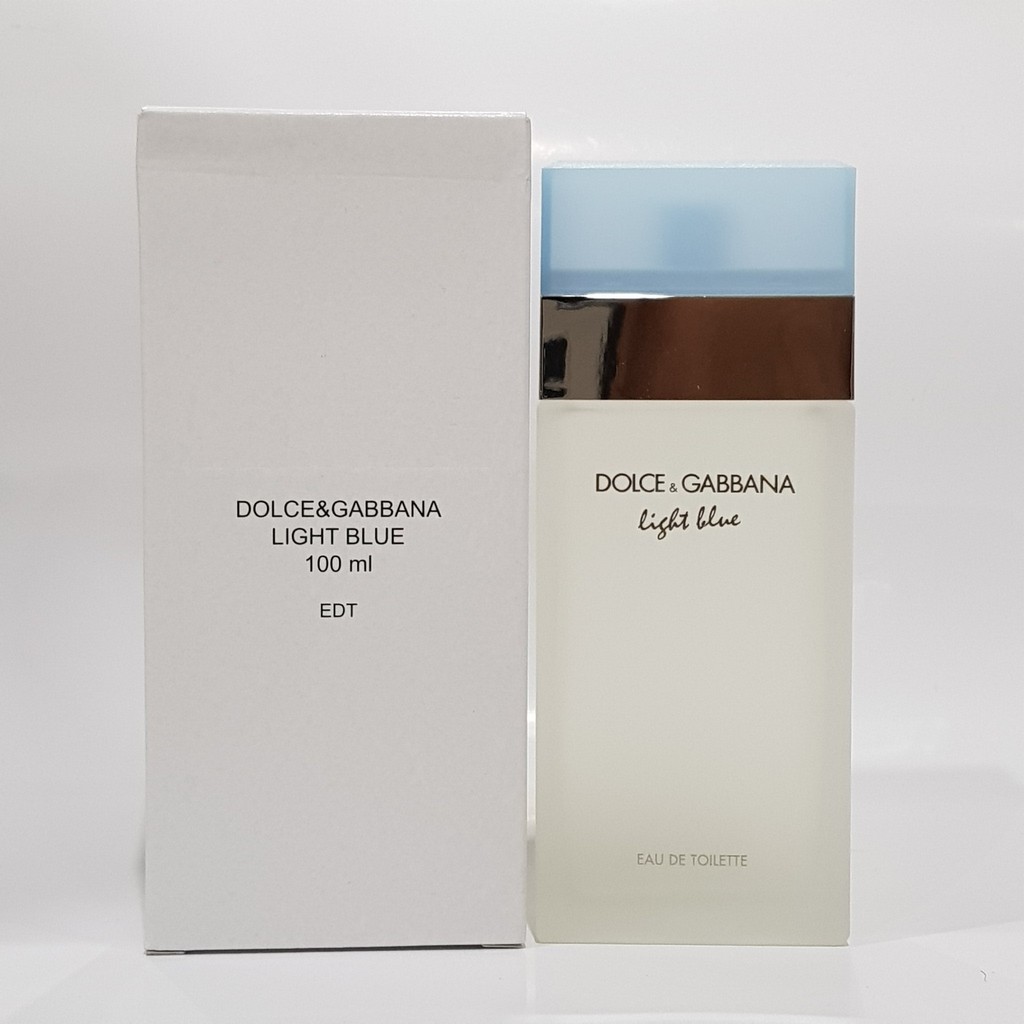 DOLCE&GABBANA
LIGHT BLUE
100 ml
EDT
DOLCE & GABBANA
light blue
EAU DE TOILETTE